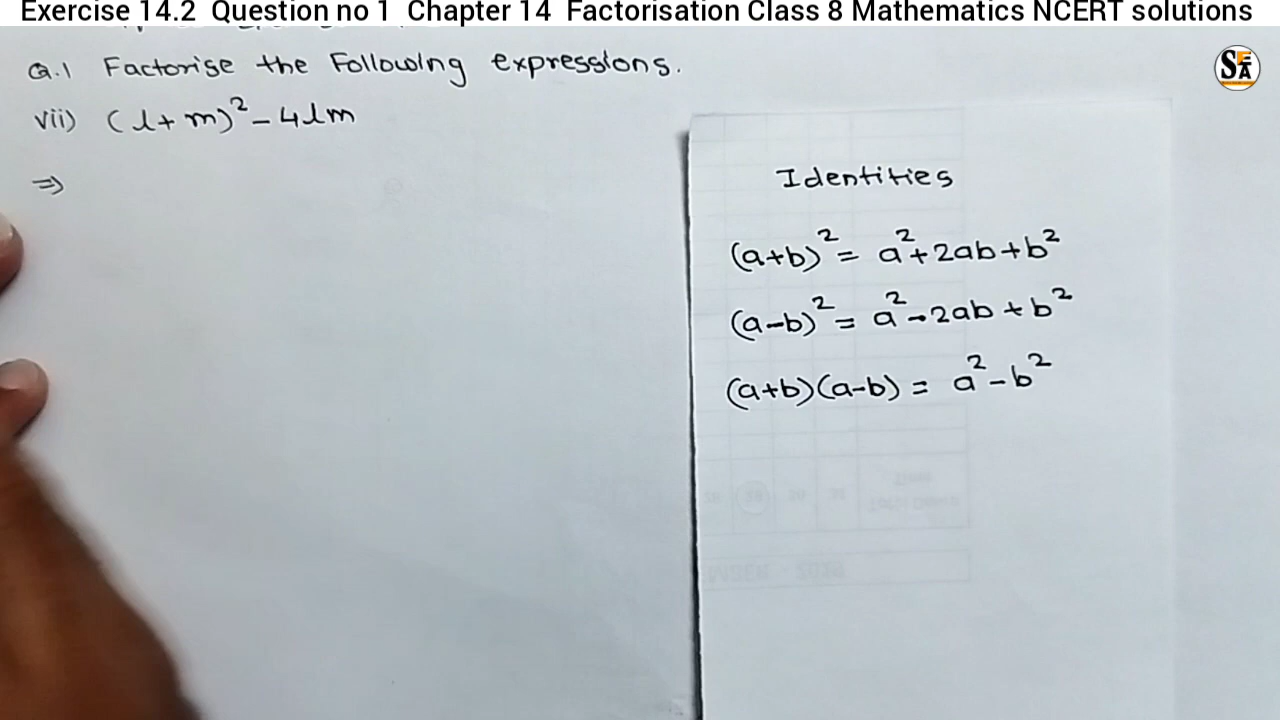 Exercise 14.2 Question no 1 Chapter 14 Factorisation Class 8 Mathematics NCERT solutions
SFA
Q.1 Factorise the Following expressions.
vii) (l+m)² - 4lm
⇒
Identities
(a+b)² = a²+2ab+b²
(a-b)² = a²-2ab+b²
(a+b)(a-b) = a²-b²